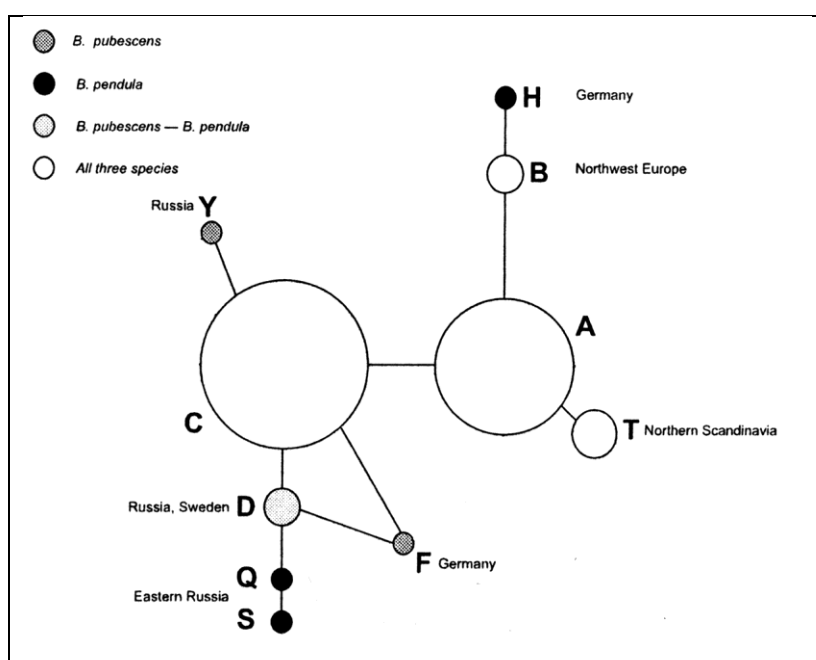 B. pubescens
B. pendula
B. pubescens — B. pendula
All three species
H Germany
B Northwest Europe
Russia Y
A
C
T Northern Scandinavia
Russia, Sweden D
F Germany
Q
Eastern Russia
S